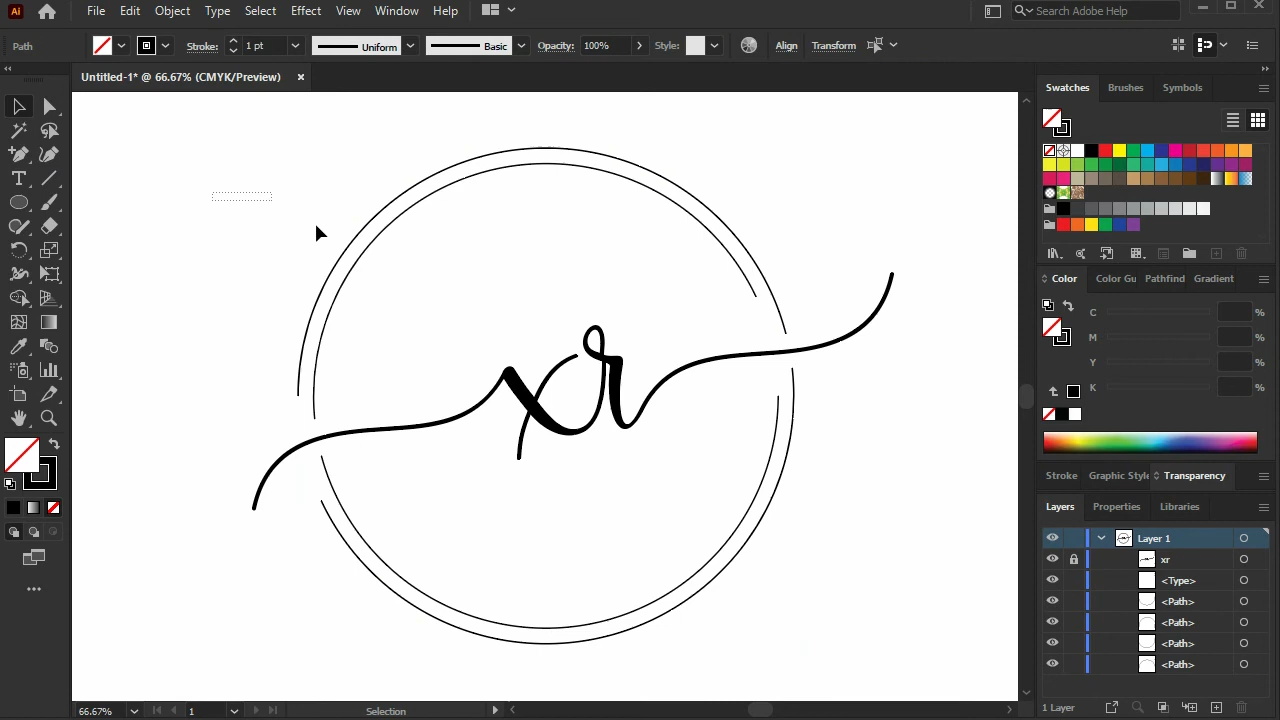 Ai File Edit Object Type Select Effect View Window Help Search Adobe Help
Path Stroke: 1 pt Uniform Basic Opacity: 100% Style: Align Transform
Untitled-1* @ 66.67% (CMYK/Preview)
Swatches Brushes Symbols
xr
Color Color Gu Pathfind Gradient
C %
M %
Y %
K %
Stroke Graphic Style Transparency
Layers Properties Libraries
Layer 1
xr
<Type>
<Path>
<Path>
<Path>
<Path>
66.67% 1 Selection 1 Layer